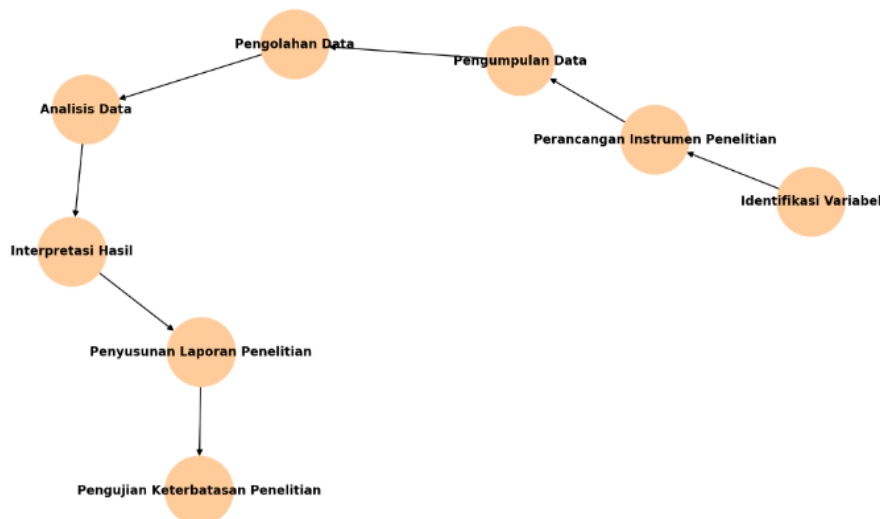 Pengolahan Data
Pengumpulan Data
Analisis Data
Perancangan Instrumen Penelitian
Identifikasi Variabel
Interpretasi Hasil
Penyusunan Laporan Penelitian
Pengujian Keterbatasan Penelitian